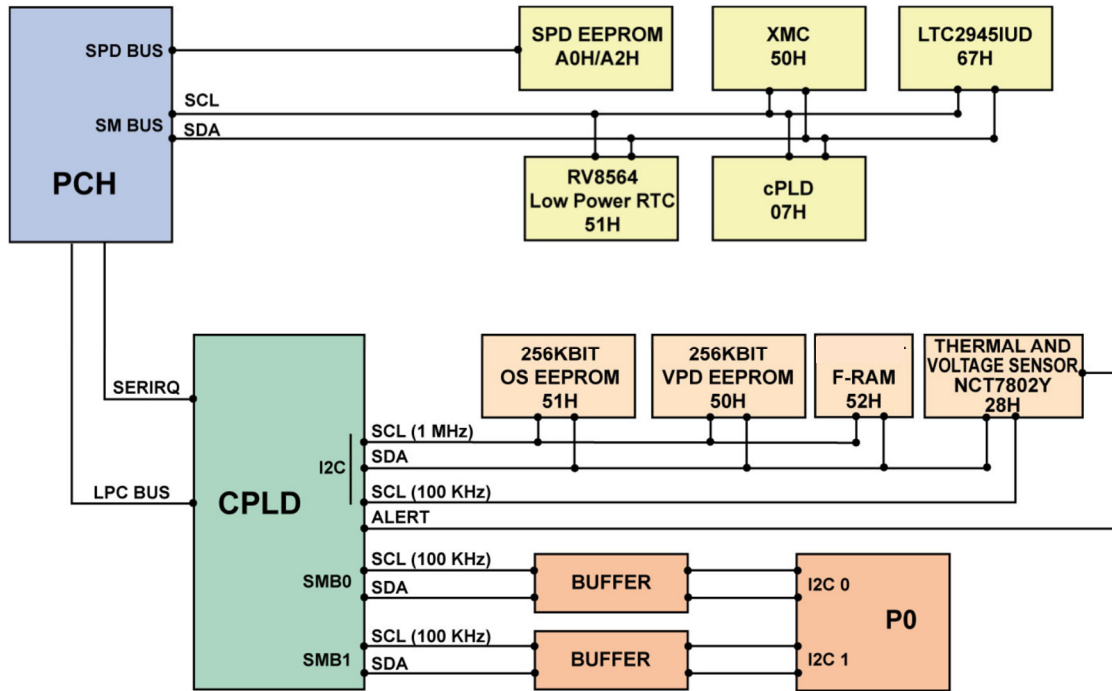 SPD BUS
SM BUS
SCL
SDA
PCH
SPD EEPROM
A0H/A2H
XMC
50H
LTC2945IUD
67H
RV8564
Low Power RTC
51H
cPLD
07H
SERIRQ
LPC BUS
CPLD
I2C
SCL (1 MHz)
SDA
SCL (100 KHz)
ALERT
256KBIT
OS EEPROM
51H
256KBIT
VPD EEPROM
50H
F-RAM
52H
THERMAL AND
VOLTAGE SENSOR
NCT7802Y
28H
SMB0
SCL (100 KHz)
SDA
BUFFER
I2C 0
P0
SMB1
SCL (100 KHz)
SDA
BUFFER
I2C 1